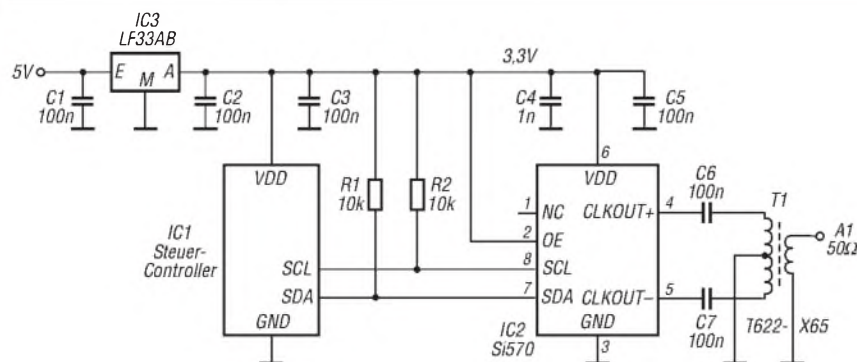 IC3
LF33AB
5V
E
M
A
3,3V
C1
100n
C2
100n
C3
100n
C4
1n
C5
100n
6
VDD
R1
10k
R2
10k
VDD
C6
100n
T1
1
NC
CLKOUT+
4
A1
50Ω
2
OE
IC1
Steuer-
Controller
SCL
8
SCL
SDA
7
SDA
CLKOUT–
5
GND
IC2
Si570
GND
3
C7
100n
T622-
X65